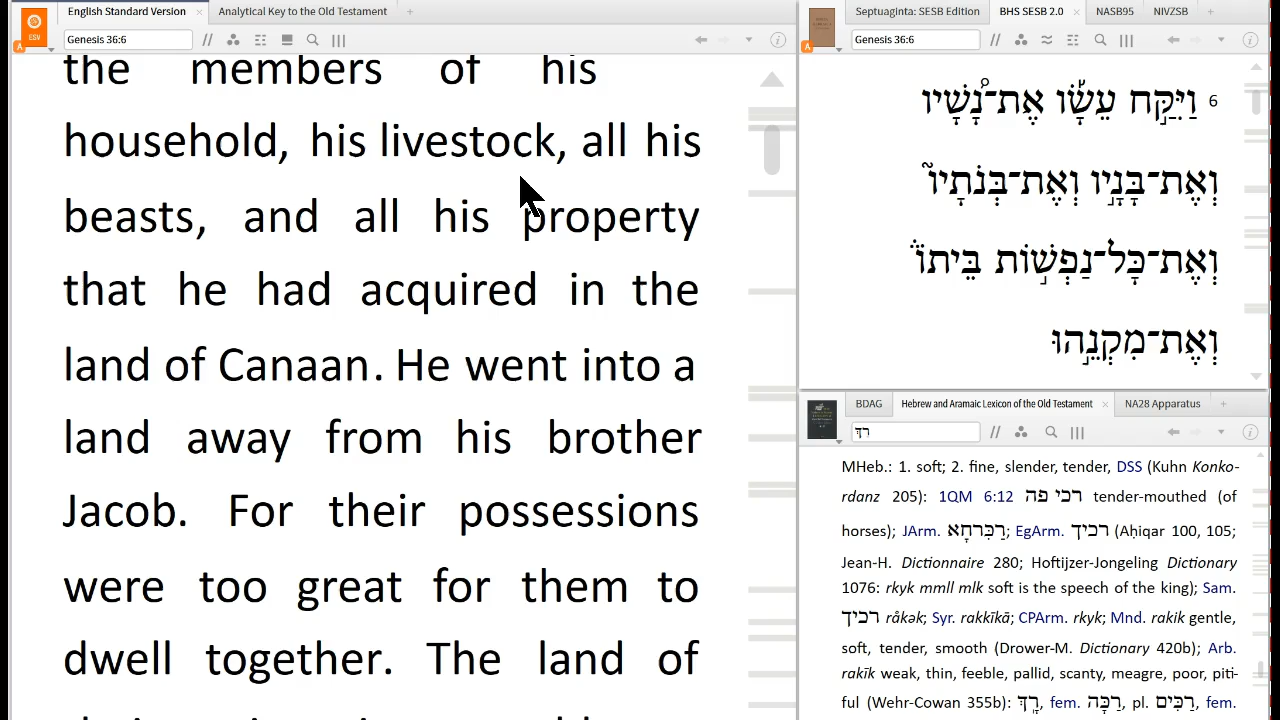 English Standard Version
Analytical Key to the Old Testament
Genesis 36:6
the members of his
household, his livestock, all his
beasts, and all his property
that he had acquired in the
land of Canaan. He went into a
land away from his brother
Jacob. For their possessions
were too great for them to
dwell together. The land of
Septuaginta: SESB Edition
BHS SESB 2.0
NASB95
NIVZSB
Genesis 36:6
6 וַיִּקַּ֣ח עֵשָׂ֡ו אֶת־נָ֠שָׁיו
וְאֶת־בָּנָ֣יו וְאֶת־בְּנֹתָיו֮
וְאֶת־כָּל־נַפְשׁ֣וֹת בֵּיתוֹ֒
וְאֶת־מִקְנֵ֣הוּ
BDAG
Hebrew and Aramaic Lexicon of the Old Testament
NA28 Apparatus
רךְ
MHeb.: 1. soft; 2. fine, slender, tender, DSS (Kuhn Konko-
rdanz 205): 1QM 6:12 רכי פה tender-mouthed (of
horses); JArm. רַכִּרְתָא; EgArm. רכיך (Aḥiqar 100, 105;
Jean-H. Dictionnaire 280; Hoftijzer-Jongeling Dictionary
1076: rkyk mmll mlk soft is the speech of the king); Sam.
רכיך råkək; Syr. rakkīkā; CPArm. rkyk; Mnd. rakik gentle,
soft, tender, smooth (Drower-M. Dictionary 420b); Arb.
rakīk weak, thin, feeble, pallid, scanty, meagre, poor, piti-
ful (Wehr-Cowan 355b): רָךְ, fem. רַכָּה, pl. רַכִּים, fem.